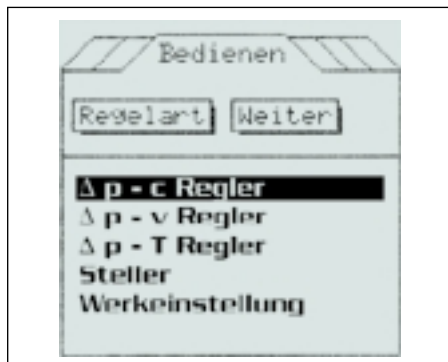 Bedienen
Regelart Weiter
Δ p - c Regler
Δ p - v Regler
Δ p - T Regler
Steller
Werkeinstellung